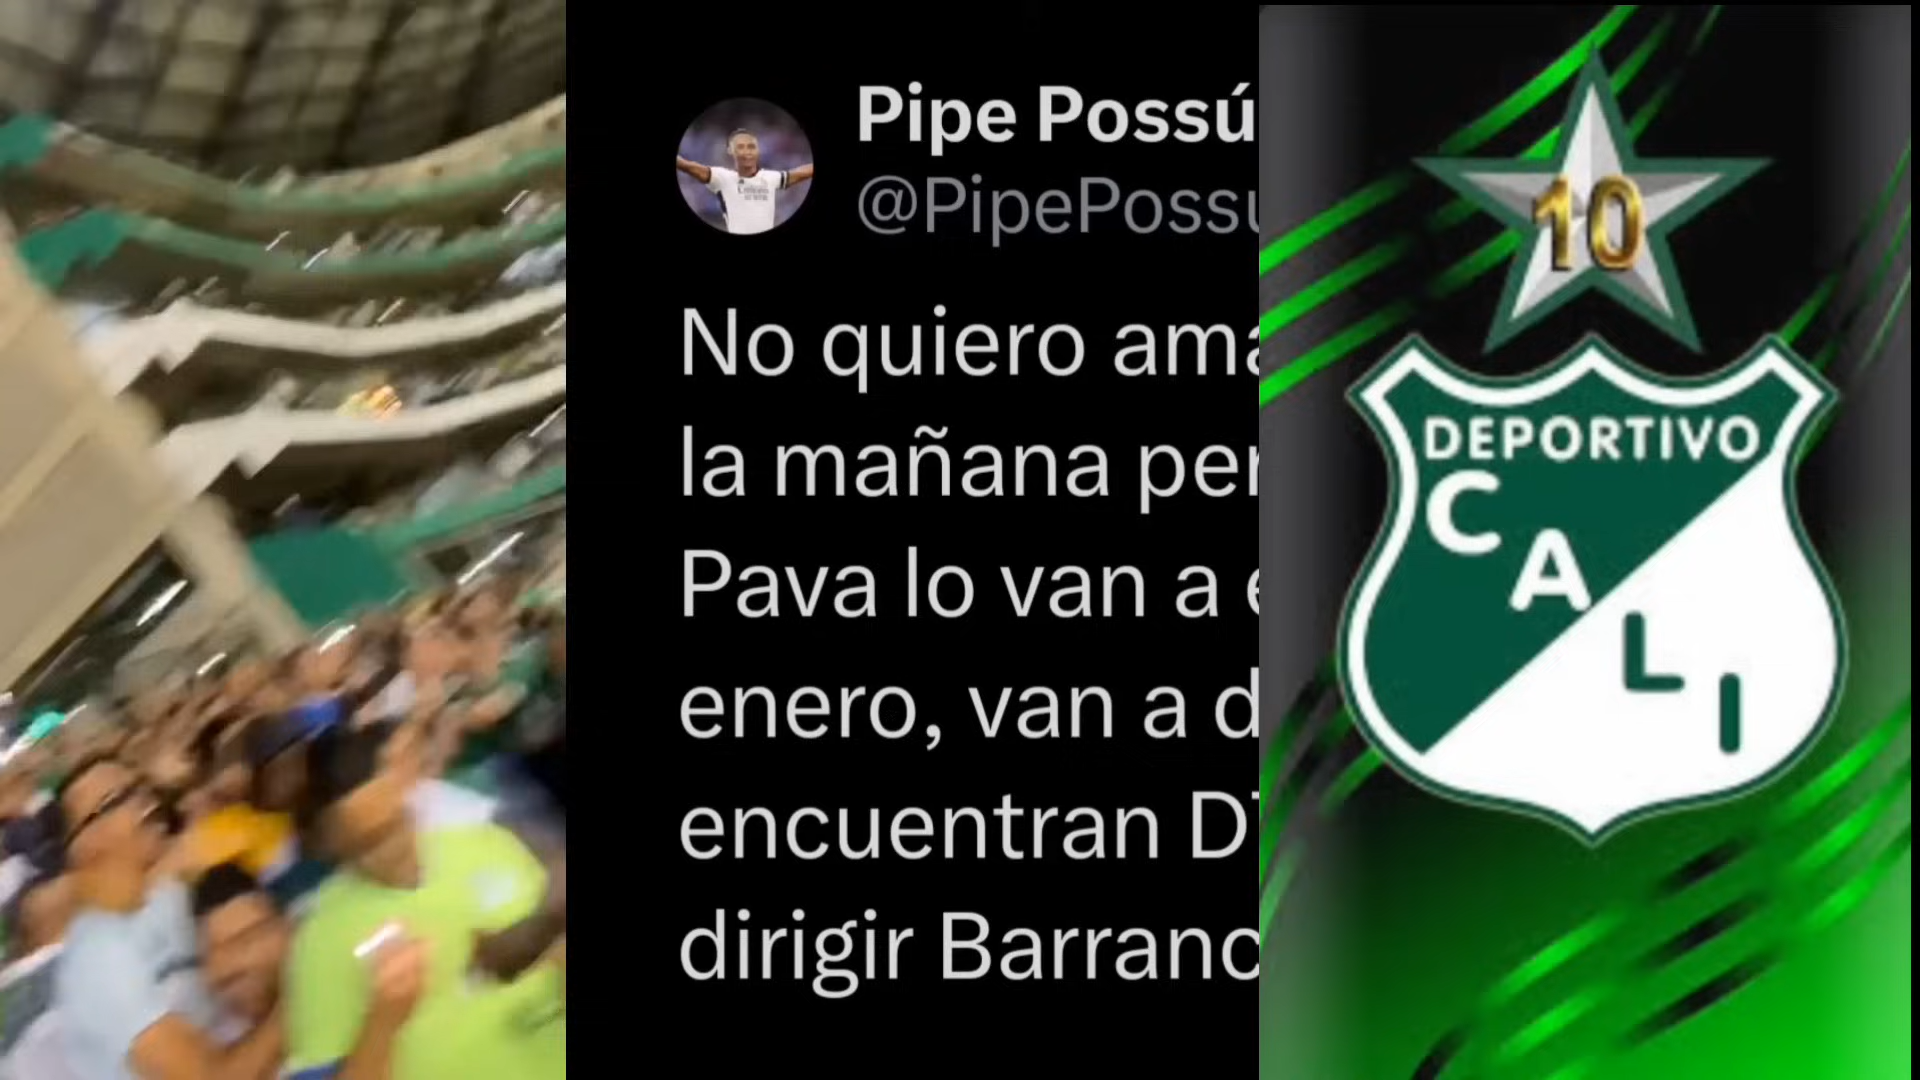 Pipe Possú
@PipePossu
No quiero ama
la mañana per
Pava lo van a e
enero, van a d
encuentran DT
dirigir Barranc
10
DEPORTIVO
CALI